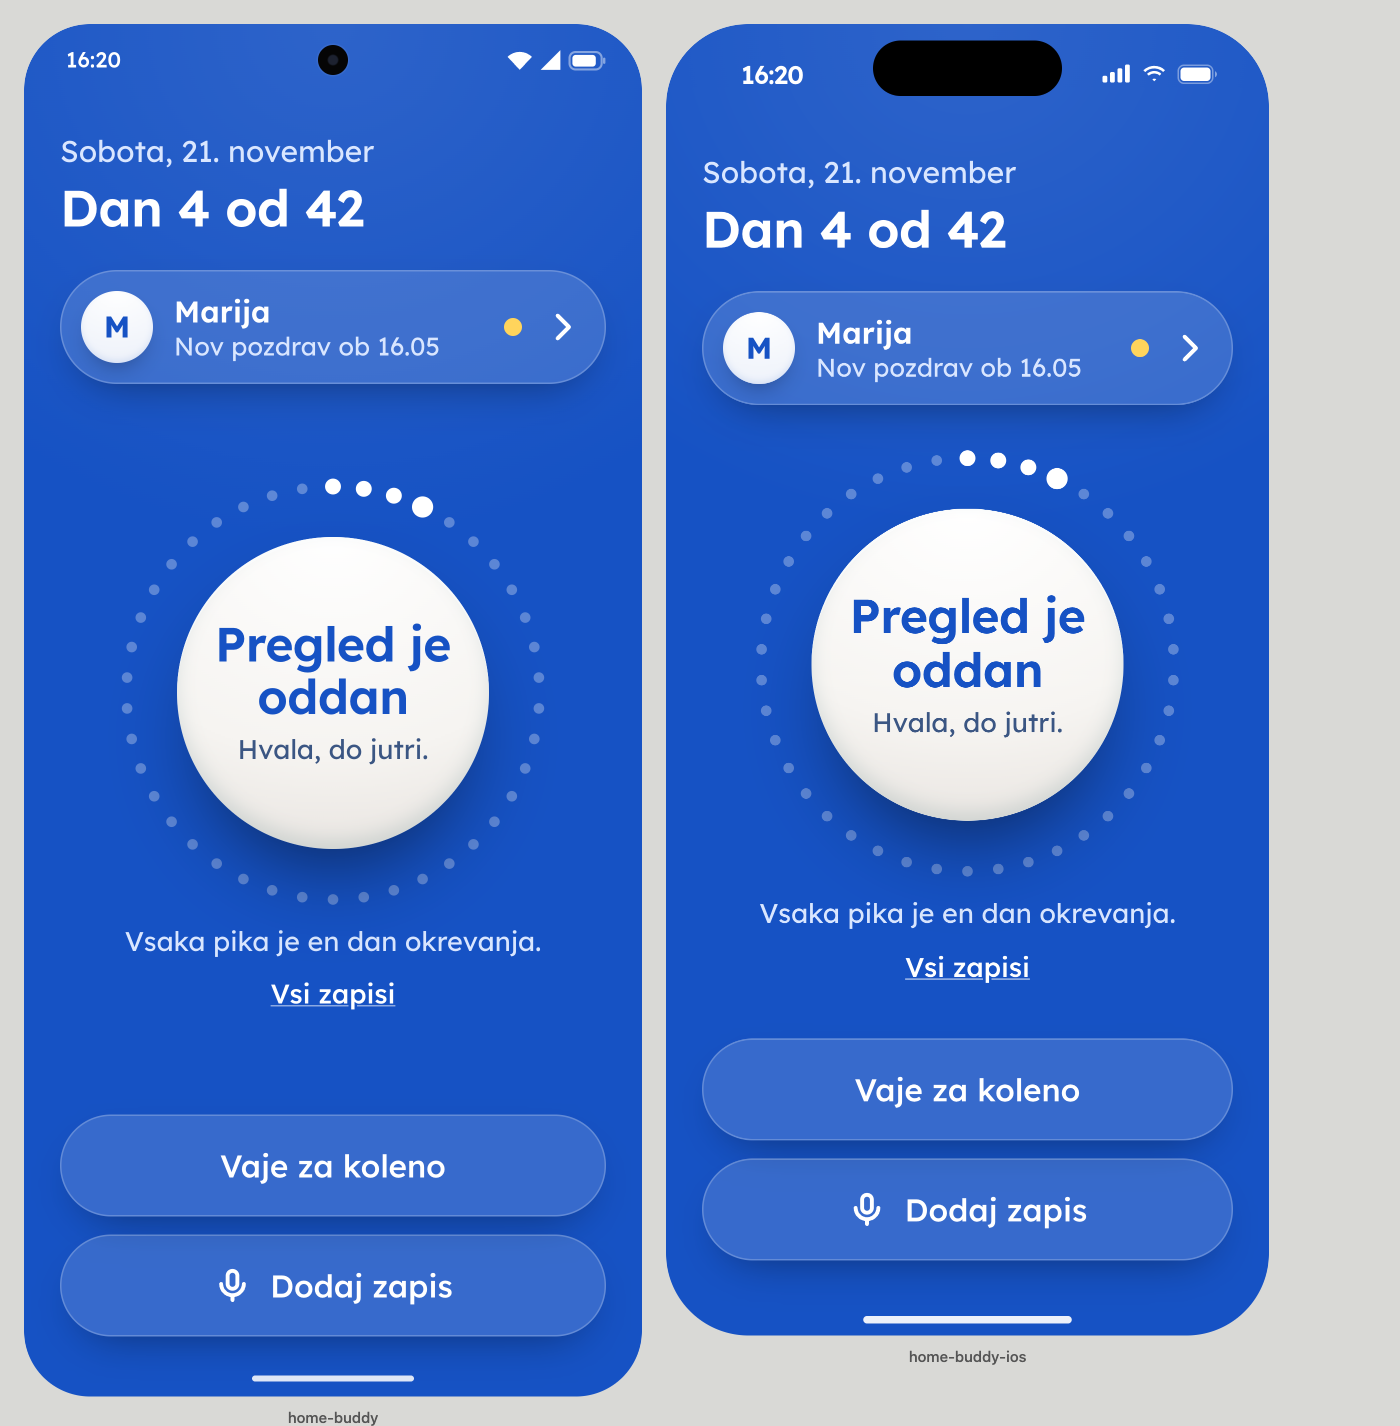 16:20
Sobota, 21. november
Dan 4 od 42
M
Marija
Nov pozdrav ob 16.05
Pregled je
oddan
Hvala, do jutri.
Vsaka pika je en dan okrevanja.
Vsi zapisi
Vaje za koleno
Dodaj zapis
home-buddy
16:20
Sobota, 21. november
Dan 4 od 42
M
Marija
Nov pozdrav ob 16.05
Pregled je
oddan
Hvala, do jutri.
Vsaka pika je en dan okrevanja.
Vsi zapisi
Vaje za koleno
Dodaj zapis
home-buddy-ios